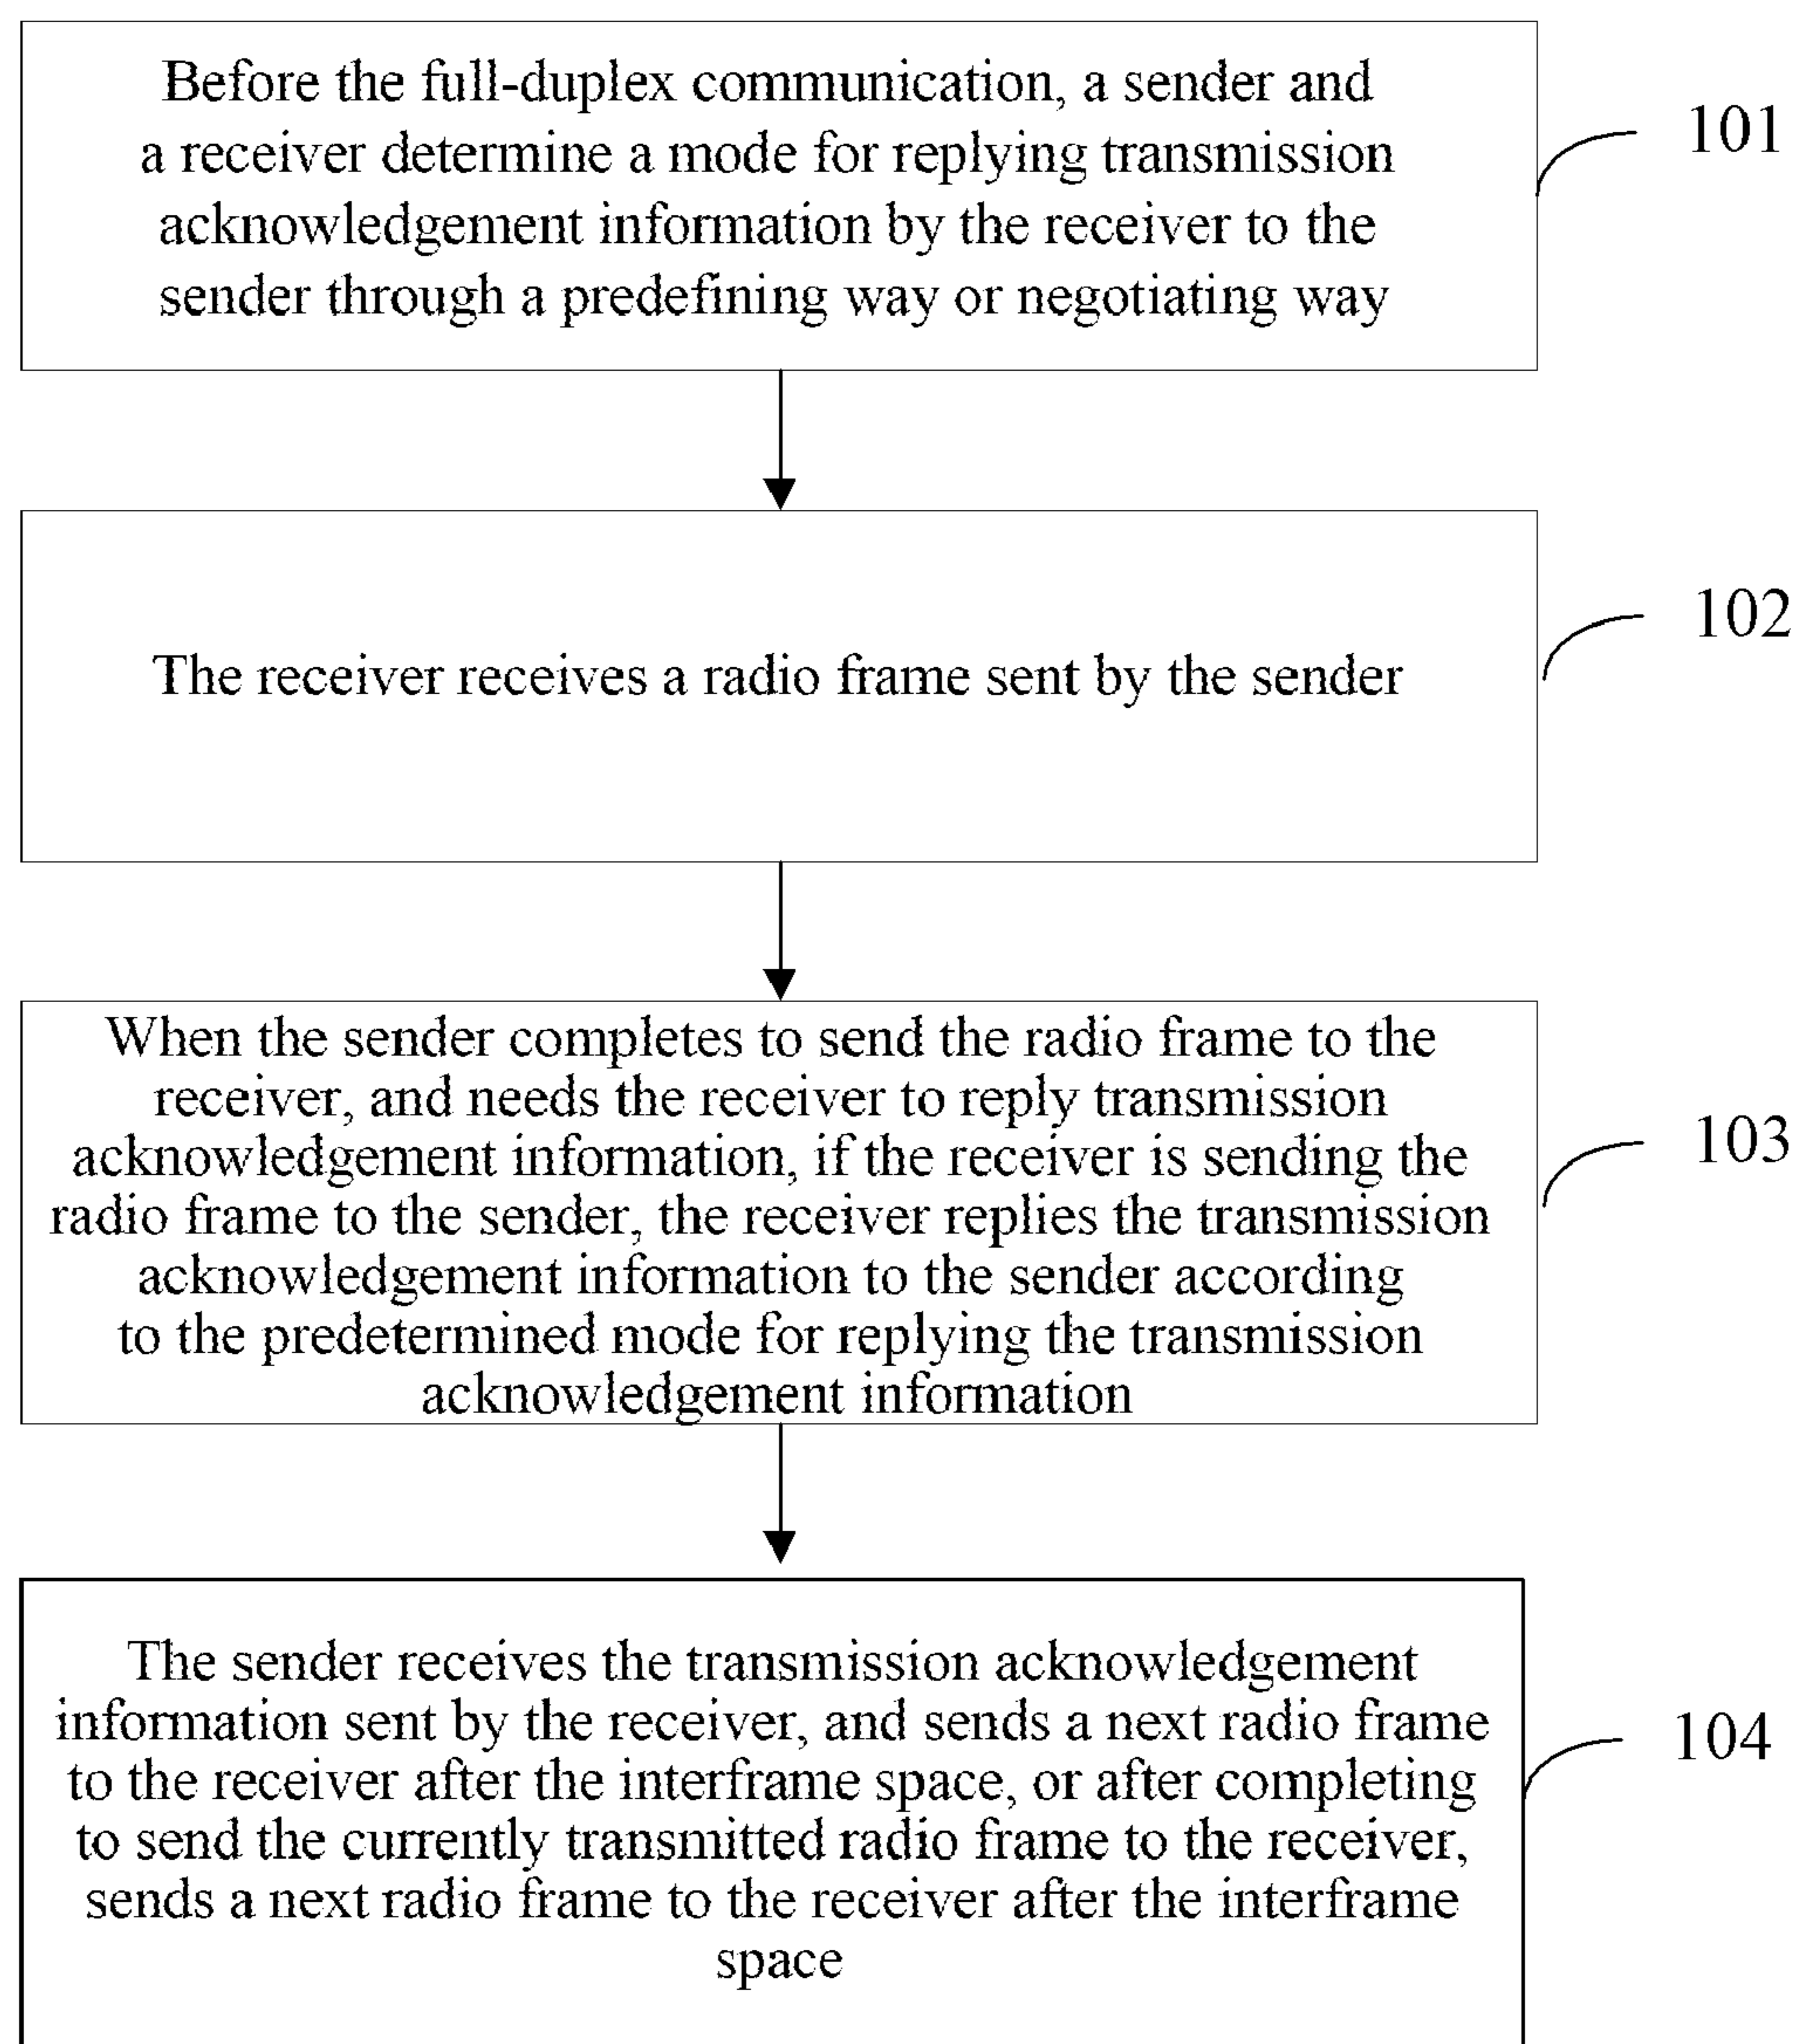 Before the full-duplex communication, a sender and
a receiver determine a mode for replying transmission
acknowledgement information by the receiver to the
sender through a predefining way or negotiating way
101
The receiver receives a radio frame sent by the sender
102
When the sender completes to send the radio frame to the
receiver, and needs the receiver to reply transmission
acknowledgement information, if the receiver is sending the
radio frame to the sender, the receiver replies the transmission
acknowledgement information to the sender according
to the predetermined mode for replying the transmission
acknowledgement information
103
The sender receives the transmission acknowledgement
information sent by the receiver, and sends a next radio frame
to the receiver after the interframe space, or after completing
to send the currently transmitted radio frame to the receiver,
sends a next radio frame to the receiver after the interframe
space
104